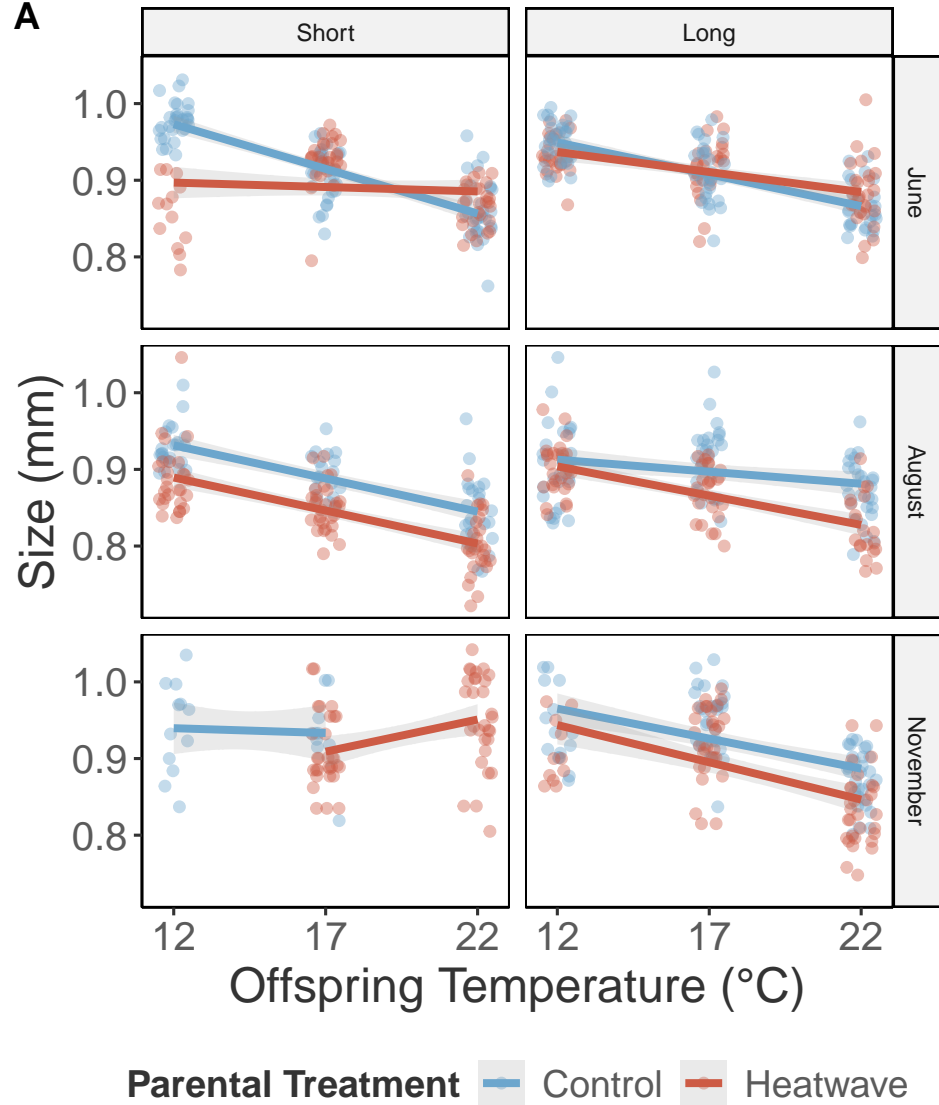 A
Short Long
1.0
0.9
0.8
June
Size (mm)
1.0
0.9
0.8
August
1.0
0.9
0.8
November
12 17 22 12 17 22
Offspring Temperature (°C)
Parental Treatment Control Heatwave